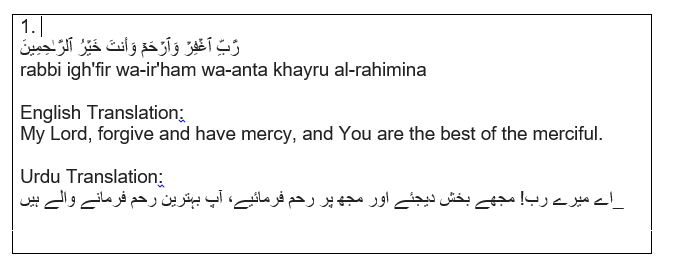 1.
رَّبِّ ٱغۡفِرۡ وَٱرۡحَمۡ وَأَنتَ خَيۡرُ ٱلرَّٰحِمِينَ
rabbi igh'fir wa-ir'ham wa-anta khayru al-rahimina
English Translation:
My Lord, forgive and have mercy, and You are the best of the merciful.
Urdu Translation:
_اے میرے رب! مجھے بخش دیجئے اور مجھ پر رحم فرمائیے، آپ بہترین رحم فرمانے والے ہیں